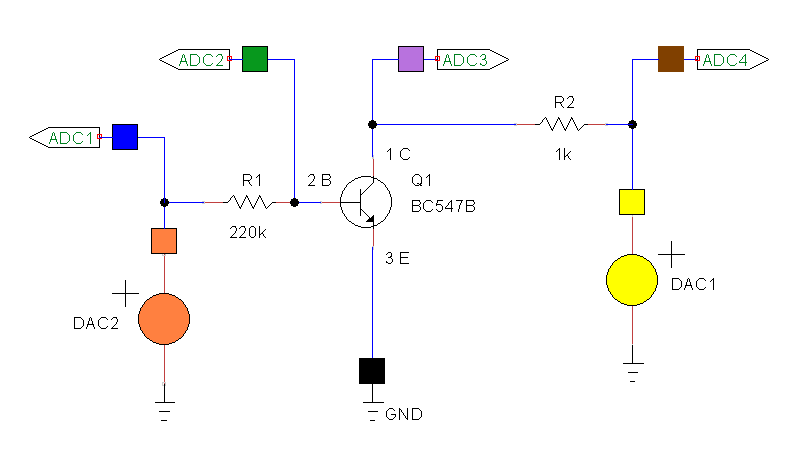 ADC2
ADC3
ADC4
R2
ADC1
1 C
1k
R1
2 B
Q1
BC547B
220k
3 E
DAC1
DAC2
GND